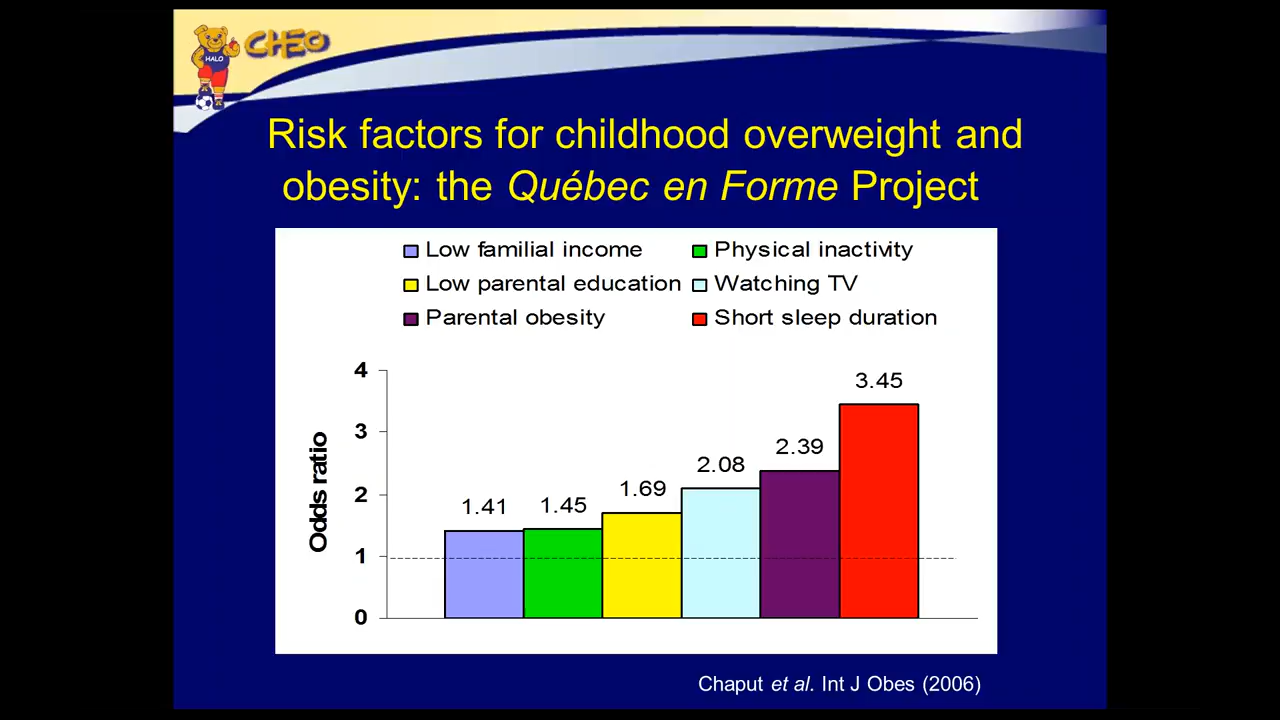 HALO
CHEO
Risk factors for childhood overweight and
obesity: the Québec en Forme Project
Low familial income
Physical inactivity
Low parental education
Watching TV
Parental obesity
Short sleep duration
Odds ratio
4
3
2
1
0
1.41
1.45
1.69
2.08
2.39
3.45
Chaput et al. Int J Obes (2006)